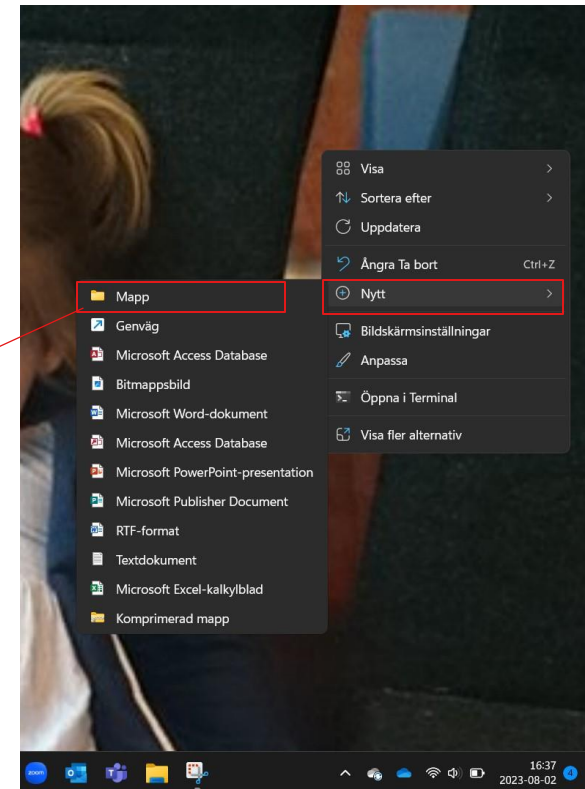 Visa
Sortera efter
Uppdatera
Ångra Ta bort Ctrl+Z
Nytt
Bildskärmsinställningar
Anpassa
Öppna i Terminal
Visa fler alternativ
Mapp
Genväg
Microsoft Access Database
Bitmappsbild
Microsoft Word-dokument
Microsoft Access Database
Microsoft PowerPoint-presentation
Microsoft Publisher Document
RTF-format
Textdokument
Microsoft Excel-kalkylblad
Komprimerad mapp
zoom
16:37
2023-08-02
4